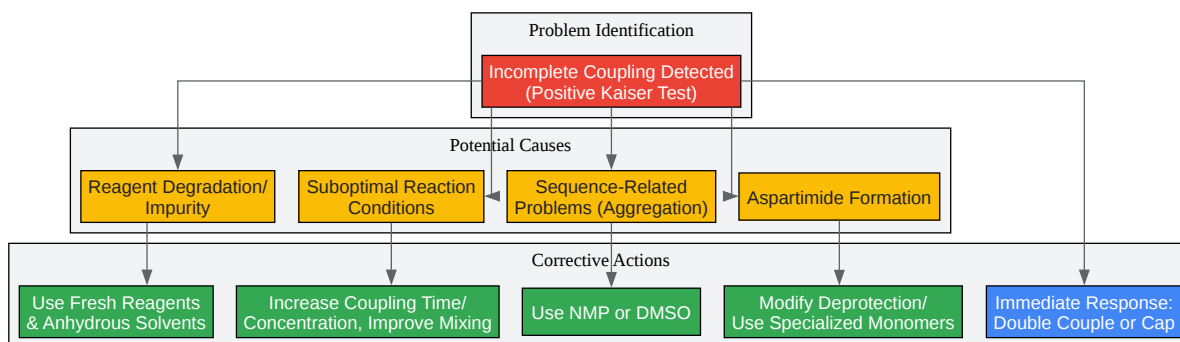 Problem Identification
Incomplete Coupling Detected
(Positive Kaiser Test)
Potential Causes
Reagent Degradation/
Impurity
Suboptimal Reaction
Conditions
Sequence-Related
Problems (Aggregation)
Aspartimide Formation
Corrective Actions
Use Fresh Reagents
& Anhydrous Solvents
Increase Coupling Time/
Concentration, Improve Mixing
Use NMP or DMSO
Modify Deprotection/
Use Specialized Monomers
Immediate Response:
Double Couple or Cap